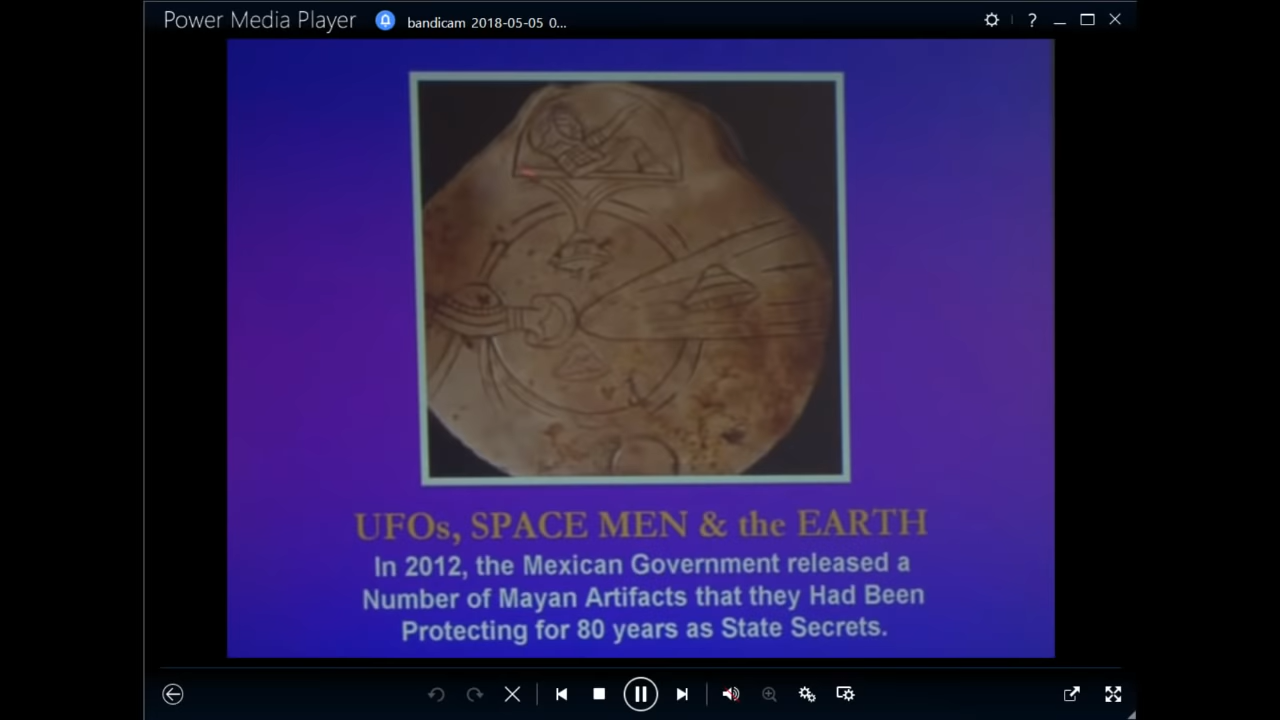 Power Media Player
bandicam 2018-05-05 0...
?
UFOs, SPACE MEN & the EARTH
In 2012, the Mexican Government released a
Number of Mayan Artifacts that they Had Been
Protecting for 80 years as State Secrets.